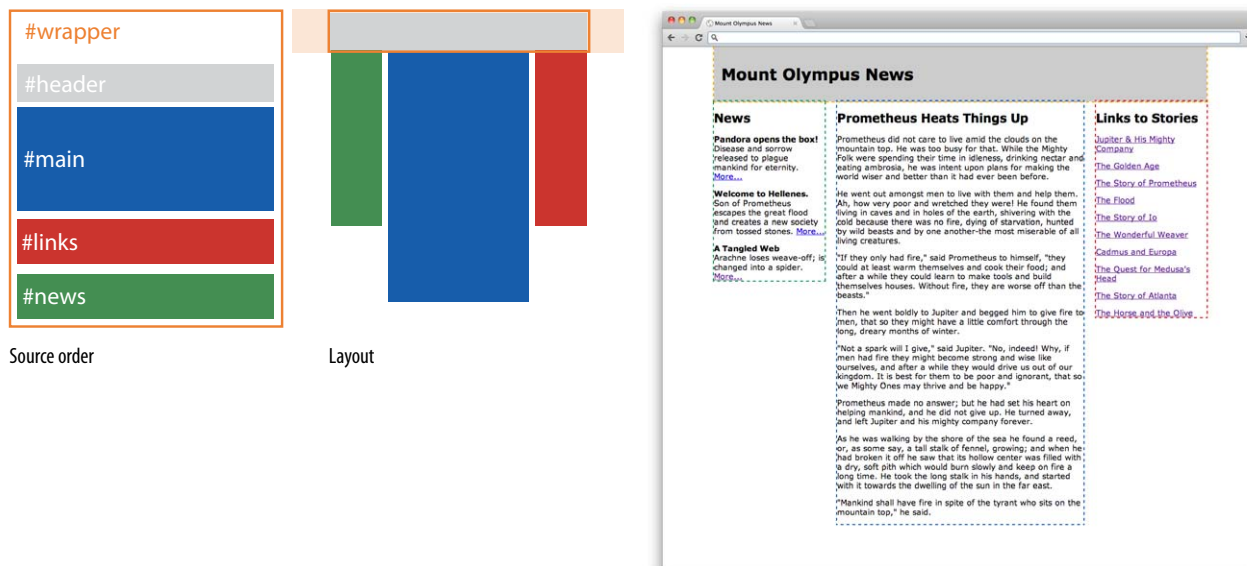 #wrapper
#header
#main
#links
#news
Source order
Layout
Mount Olympus News
Mount Olympus News
News
Pandora opens the box!
Disease and sorrow
released to plague
mankind for eternity.
More...
Welcome to Hellenes.
Son of Prometheus
escapes the great flood
and creates a new society
from tossed stones. More...
A Tangled Web
Arachne loses weave-off; is
changed into a spider.
More...
Prometheus Heats Things Up
Prometheus did not care to live amid the clouds on the
mountain top. He was too busy for that. While the Mighty
Folk were spending their time in idleness, drinking nectar and
eating ambrosia, he was intent upon plans for making the
world wiser and better than it had ever been before.
He went out amongst men to live with them and help them.
Ah, how very poor and wretched they were! He found them
living in caves and in holes of the earth, shivering with the
cold because there was no fire, dying of starvation, hunted
by wild beasts and by one another-the most miserable of all
living creatures.
"If they only had fire," said Prometheus to himself, "they
could at least warm themselves and cook their food; and
after a while they could learn to make tools and build
themselves houses. Without fire, they are worse off than the
beasts."
Then he went boldly to Jupiter and begged him to give fire to
men, that so they might have a little comfort through the
long, dreary months of winter.
"Not a spark will I give," said Jupiter. "No, indeed! Why, if
men had fire they might become strong and wise like
ourselves, and after a while they would drive us out of our
kingdom. It is best for them to be poor and ignorant, that so
we Mighty Ones may thrive and be happy."
Prometheus made no answer; but he had set his heart on
helping mankind, and he did not give up. He turned away,
and left Jupiter and his mighty company forever.
As he was walking by the shore of the sea he found a reed,
or, as some say, a tall stalk of fennel, growing; and when he
had broken it off he saw that its hollow center was filled with
a dry, soft pith which would burn slowly and keep on fire a
long time. He took the long stalk in his hands, and started
with it towards the dwelling of the sun in the far east.
"Mankind shall have fire in spite of the tyrant who sits on the
mountain top," he said.
Links to Stories
Jupiter & His Mighty
Company
The Golden Age
The Story of Prometheus
The Flood
The Story of Io
The Wonderful Weaver
Cadmus and Europa
The Quest for Medusa's
Head
The Story of Atlanta
The Horse and the Olive